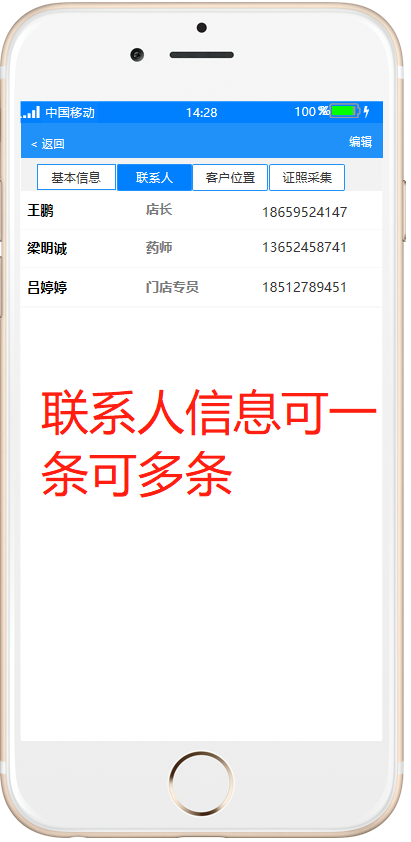 中国移动 14:28 100 %
< 返回 编辑
基本信息 联系人 客户位置 证照采集
王鹏 店长 18659524147
梁明诚 药师 13652458741
吕婷婷 门店专员 18512789451
联系人信息可一
条可多条